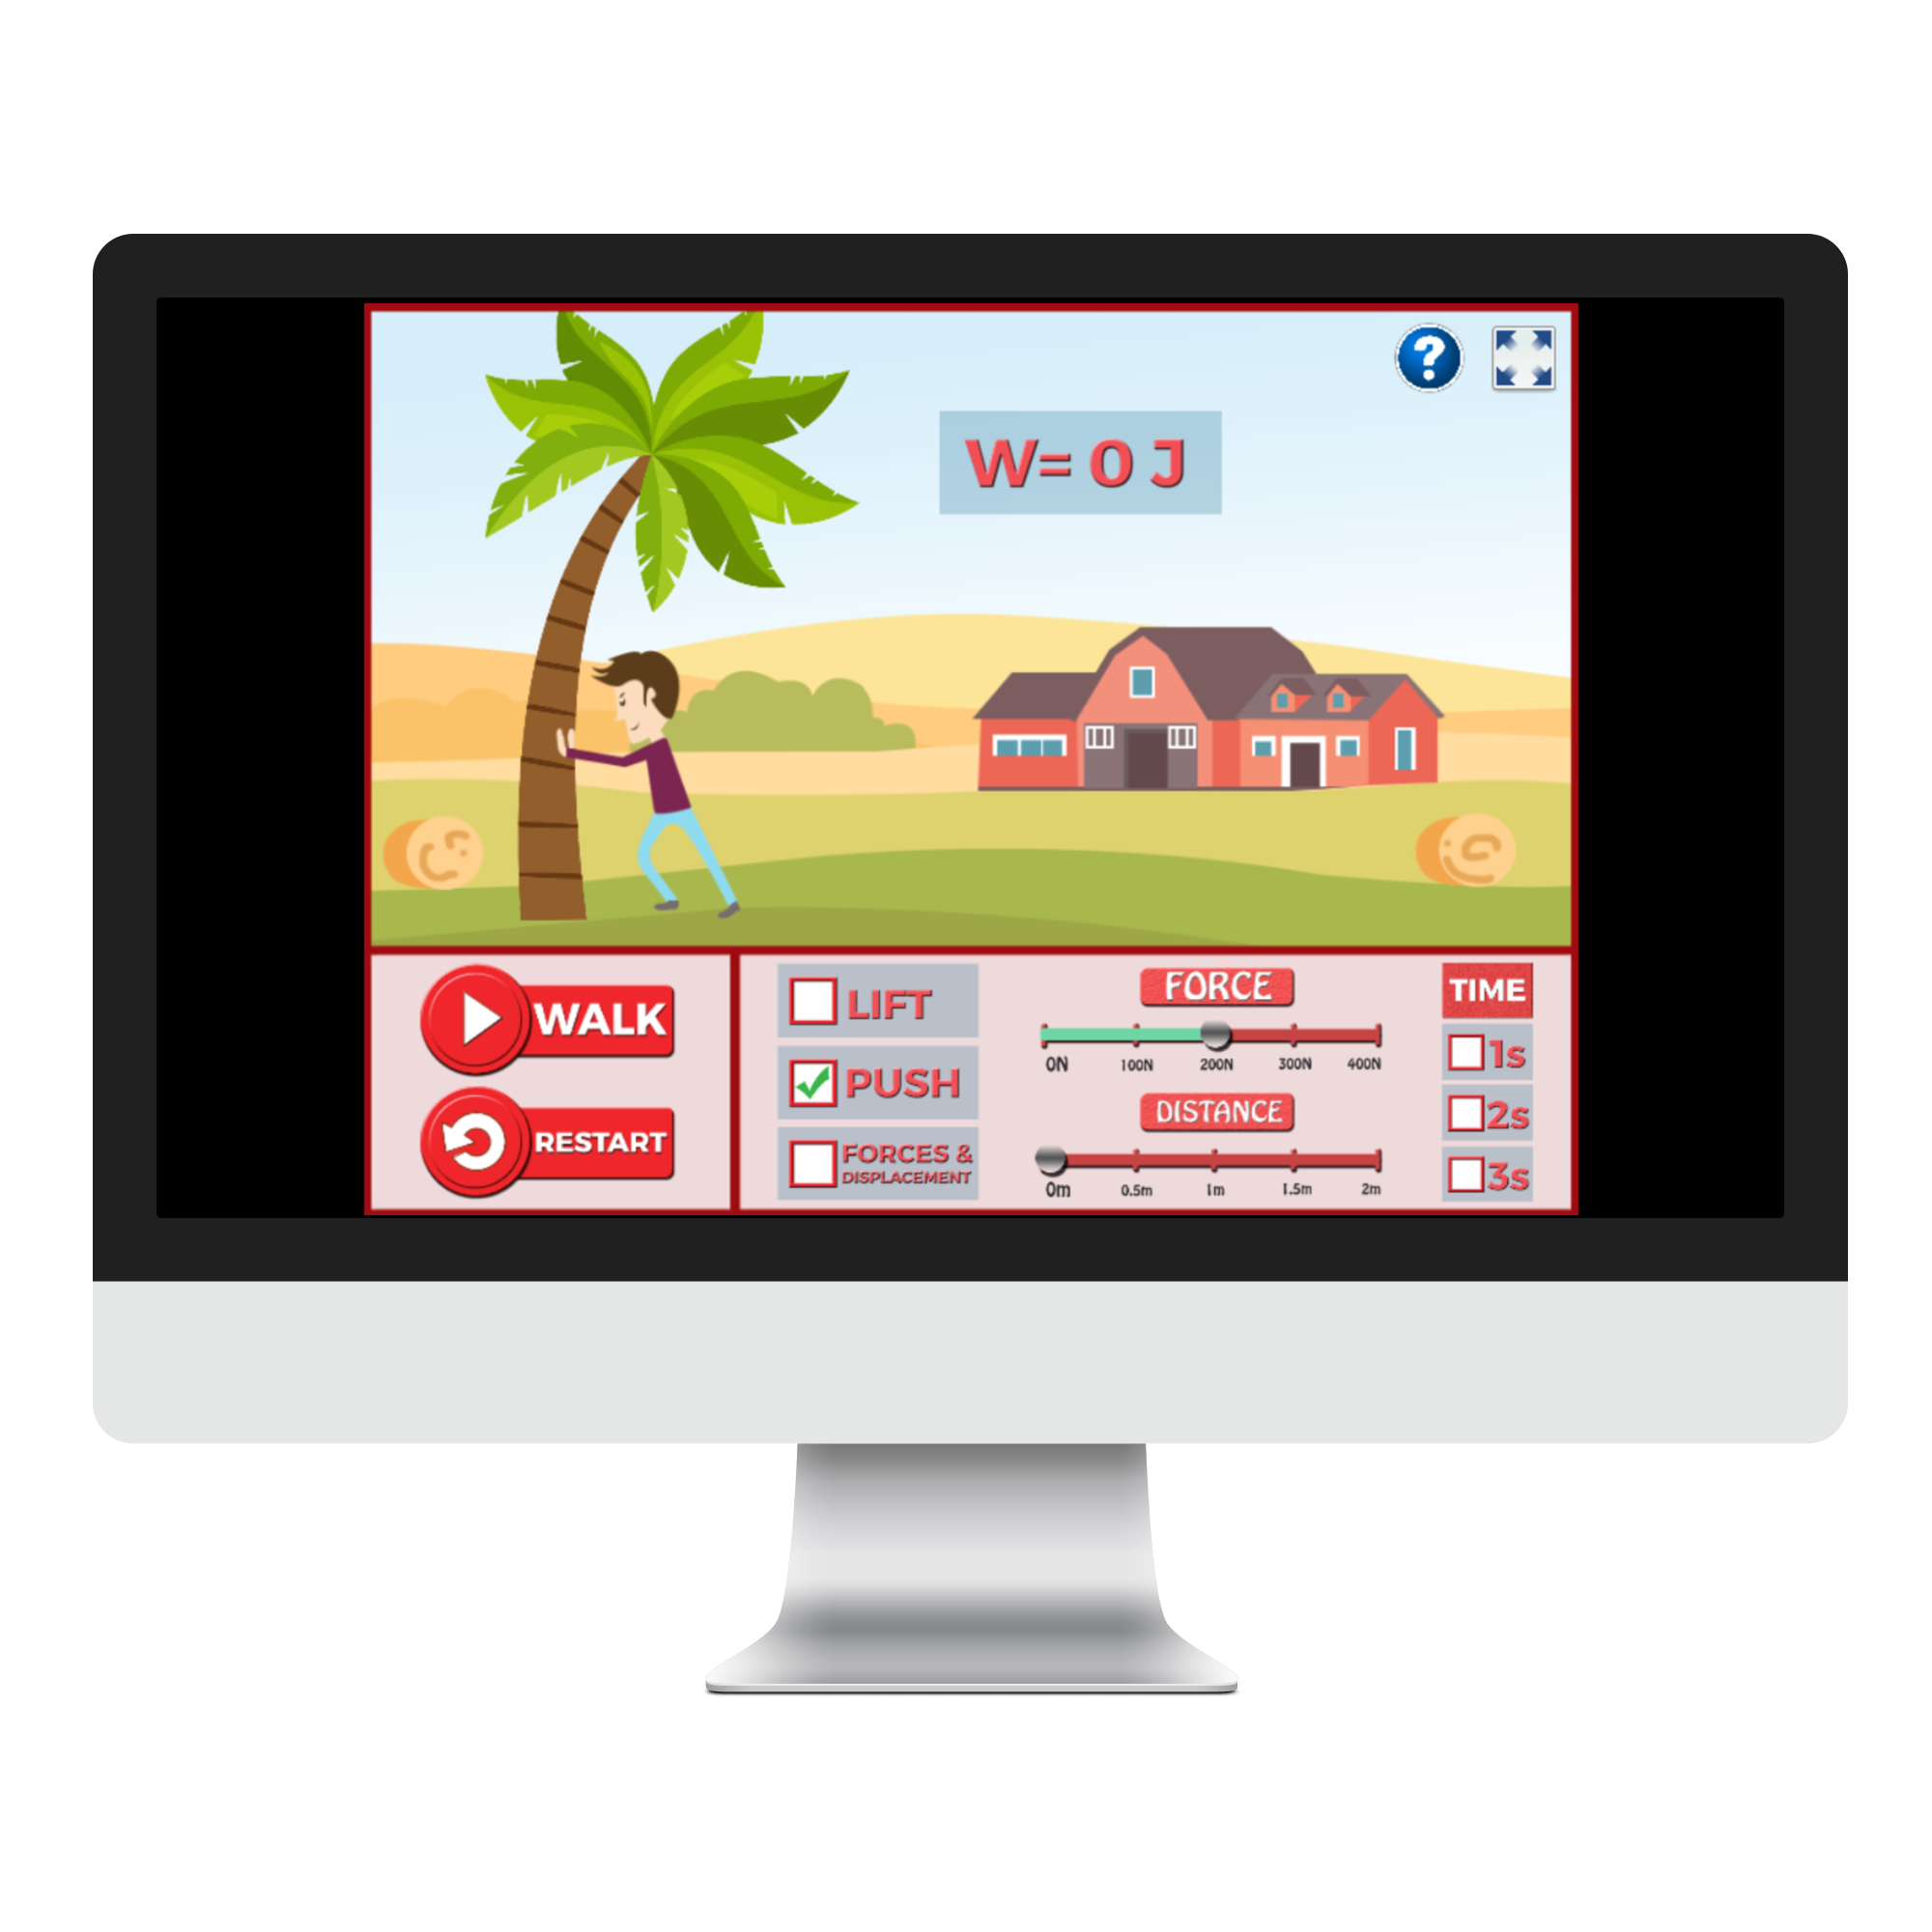 ?
W= 0 J
WALK
RESTART
LIFT
PUSH
FORCES &
DISPLACEMENT
FORCE
0N 100N 200N 300N 400N
DISTANCE
0m 0.5m 1m 1.5m 2m
TIME
1s
2s
3s